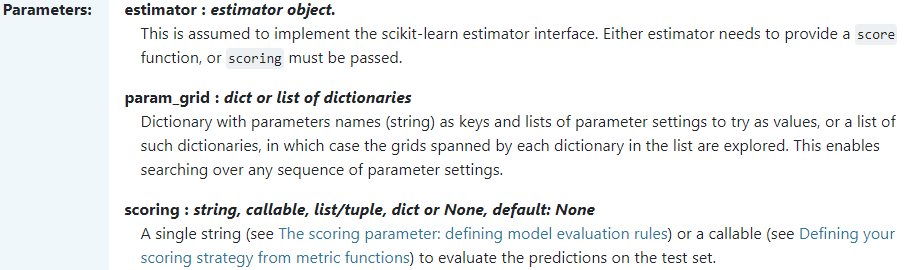 Parameters: estimator : estimator object.
This is assumed to implement the scikit-learn estimator interface. Either estimator needs to provide a score
function, or scoring must be passed.
param_grid : dict or list of dictionaries
Dictionary with parameters names (string) as keys and lists of parameter settings to try as values, or a list of
such dictionaries, in which case the grids spanned by each dictionary in the list are explored. This enables
searching over any sequence of parameter settings.
scoring : string, callable, list/tuple, dict or None, default: None
A single string (see The scoring parameter: defining model evaluation rules) or a callable (see Defining your
scoring strategy from metric functions) to evaluate the predictions on the test set.